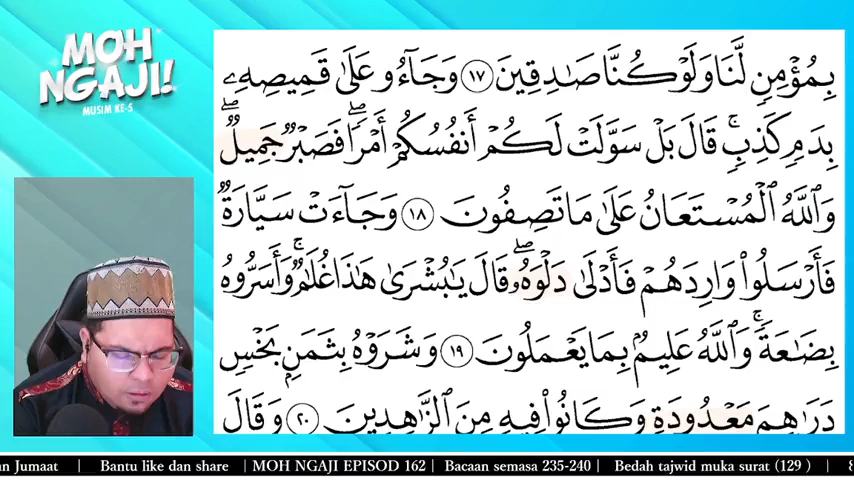 MOH
NGAJI!
MUSIM KE-5
بِمُؤْمِنٍ لَّنَا وَلَوْ كُنَّا صَـٰدِقِينَ ١٧ وَجَآءُو عَلَىٰ قَمِيصِهِۦ
بِدَمٍ كَذِبٍۚ قَالَ بَلْ سَوَّلَتْ لَكُمْ أَنفُسُكُمْ أَمْرًاۖ فَصَبْرٌ جَمِيلٌۖ
وَٱللَّهُ ٱلْمُسْتَعَانُ عَلَىٰ مَا تَصِفُونَ ١٨ وَجَآءَتْ سَيَّارَةٌ
فَأَرْسَلُوا۟ وَارِدَهُمْ فَأَدْلَىٰ دَلْوَهُۥۖ قَالَ يَـٰبُشْرَىٰ هَـٰذَا غُلَـٰمٌۚ وَأَسَرُّوهُ
بِضَـٰعَةًۚ وَٱللَّهُ عَلِيمٌۢ بِمَا يَعْمَلُونَ ١٩ وَشَرَوْهُ بِثَمَنٍۭ بَخْسٍ
دَرَٰهِمَ مَعْدُودَةٍ وَكَانُوا۟ فِيهِ مِنَ ٱلزَّٰهِدِينَ ٢٠ وَقَالَ
an Jumaat | Bantu like dan share | MOH NGAJI EPISOD 162 | Bacaan semasa 235-240 | Bedah tajwid muka surat (129 ) | 8